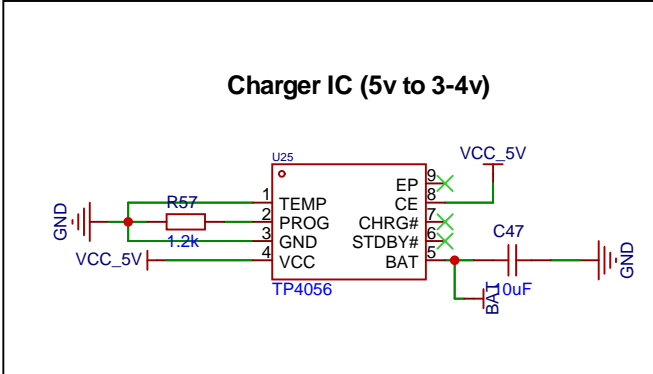 Charger IC (5v to 3-4v)
U25
VCC_5V
9
EP
1
R57
8
TEMP
CE
2
7
PROG
CHRG#
C47
GND
3
6
1.2k
GND
STDBY#
GND
4
5
VCC_5V
VCC
BAT
TP4056
BAT
10uF